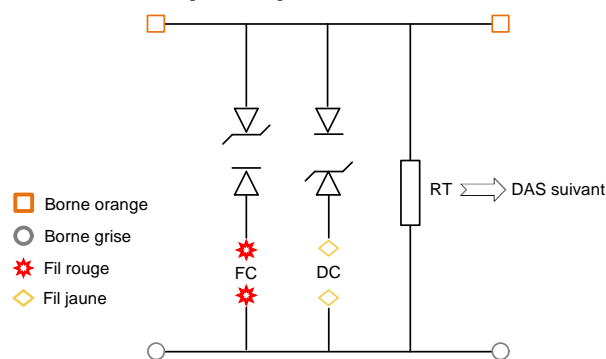 RT
DAS suivant
Borne orange
Borne grise
Fil rouge
Fil jaune
FC
DC